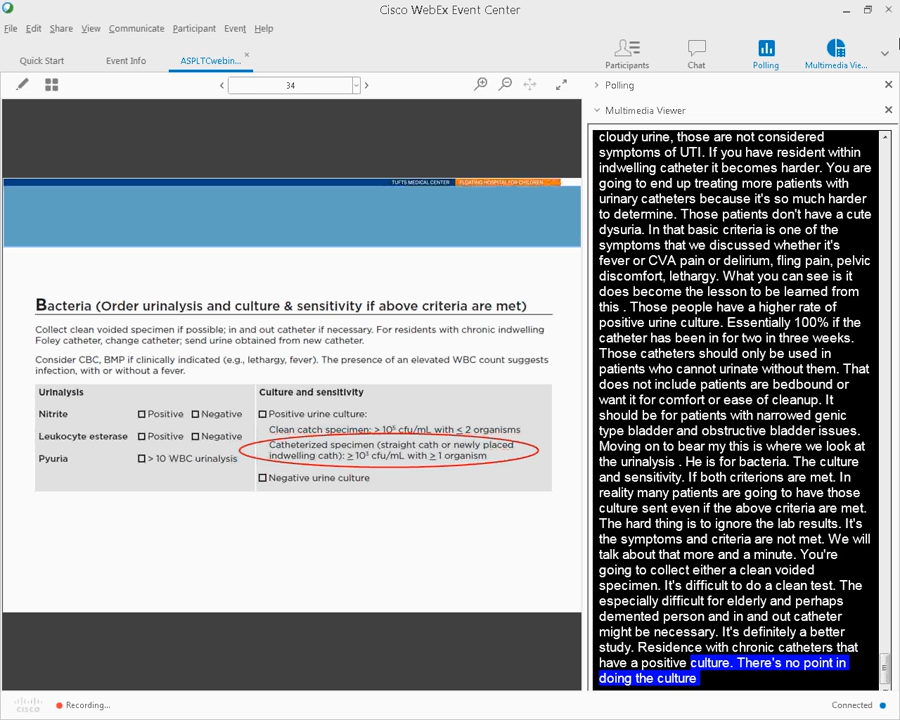 Cisco WebEx Event Center
File Edit Share View Communicate Participant Event Help
Quick Start
Event Info
ASPLTCwebin...
Participants
Chat
Polling
Multimedia Vie...
34
TUFTS MEDICAL CENTER
FLOATING HOSPITAL FOR CHILDREN
Bacteria (Order urinalysis and culture & sensitivity if above criteria are met)
Collect clean voided specimen if possible; in and out catheter if necessary. For residents with chronic indwelling
Foley catheter, change catheter; send urine obtained from new catheter.
Consider CBC, BMP if clinically indicated (e.g., lethargy, fever). The presence of an elevated WBC count suggests
infection, with or without a fever.
Urinalysis
Nitrite Positive Negative
Leukocyte esterase Positive Negative
Pyuria > 10 WBC urinalysis
Culture and sensitivity
Positive urine culture:
Clean catch specimen: > 10⁵ cfu/mL with < 2 organisms
Catheterized specimen (straight cath or newly placed
indwelling cath): > 10³ cfu/mL with > 1 organism
Negative urine culture
Polling
Multimedia Viewer
cloudy urine, those are not considered
symptoms of UTI. If you have resident within
indwelling catheter it becomes harder. You are
going to end up treating more patients with
urinary catheters because it's so much harder
to determine. Those patients don't have a cute
dysuria. In that basic criteria is one of the
symptoms that we discussed whether it's
fever or CVA pain or delirium, fling pain, pelvic
discomfort, lethargy. What you can see is it
does become the lesson to be learned from
this . Those people have a higher rate of
positive urine culture. Essentially 100% if the
catheter has been in for two in three weeks.
Those catheters should only be used in
patients who cannot urinate without them. That
does not include patients are bedbound or
want it for comfort or ease of cleanup. It
should be for patients with narrowed genic
type bladder and obstructive bladder issues.
Moving on to bear my this is where we look at
the urinalysis . He is for bacteria. The culture
and sensitivity. If both criterions are met. In
reality many patients are going to have those
culture sent even if the above criteria are met.
The hard thing is to ignore the lab results. It's
the symptoms and criteria are not met. We will
talk about that more and a minute. You're
going to collect either a clean voided
specimen. It's difficult to do a clean test. The
especially difficult for elderly and perhaps
demented person and in and out catheter
might be necessary. It's definitely a better
study. Residence with chronic catheters that
have a positive culture. There's no point in
doing the culture
cisco
Recording...
Connected